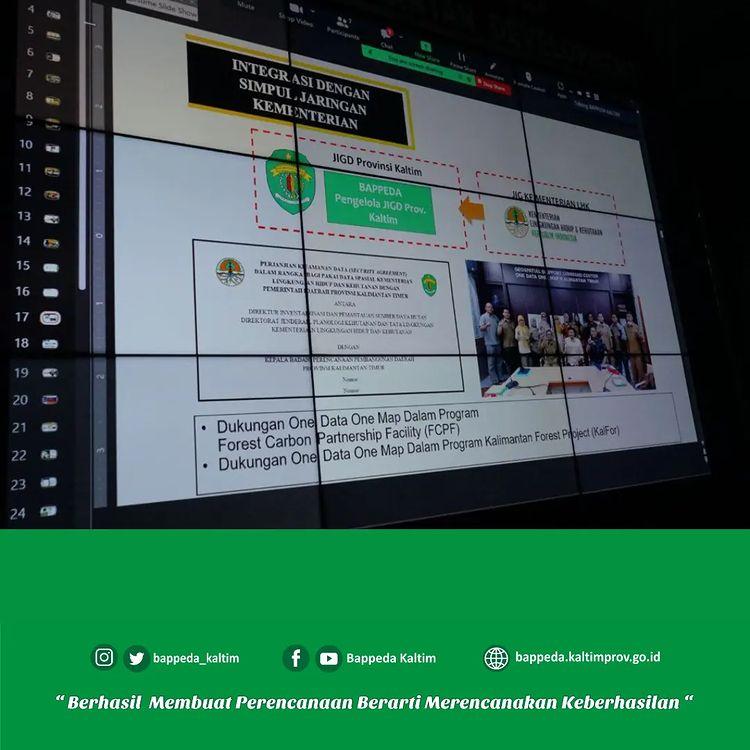 4
5
6
7
8
9
10
11
12
13
14
15
16
17
18
19
20
21
22
23
24
ume Slide Show
Mute
Stop Video
Participants
Chat
New Share
Pause Share
Annotate
You are screen sharing
Stop Share
INTEGRASI DENGAN
SIMPUL JARINGAN
KEMENTERIAN
JIGD Provinsi Kaltim
BAPPEDA
Pengelola JIGD Prov.
Kaltim
JIG KEMENTERIAN LHK
KEMENTERIAN
LINGKUNGAN HIDUP & KEHUTANAN
REPUBLIK INDONESIA
PERJANJIAN KEAMANAN DATA (SECURITY AGREEMENT)
DALAM RANGKA BAGI PAKAI DATA SPASIAL KEMENTERIAN
LINGKUNGAN HIDUP DAN KEHUTANAN DENGAN
PEMERINTAH DAERAH PROVINSI KALIMANTAN TIMUR
ANTARA
DIREKTUR INVENTARISASI DAN PEMANTAUAN SUMBER DAYA HUTAN
DIREKTORAT JENDERAL PLANOLOGI KEHUTANAN DAN TATA LINGKUNGAN
KEMENTERIAN LINGKUNGAN HIDUP DAN KEHUTANAN
DENGAN
KEPALA BADAN PERENCANAAN PEMBANGUNAN DAERAH
PROVINSI KALIMANTAN TIMUR
Nomor
Nomor
GEOSPATIAL SUPPORT COMMAND CENTER
ONE DATA ONE MAP KALIMANTAN TIMUR
• Dukungan One Data One Map Dalam Program
Forest Carbon Partnership Facility (FCPF)
• Dukungan One Data One Map Dalam Program Kalimantan Forest Project (KalFor)
bappeda_kaltim
Bappeda Kaltim
bappeda.kaltimprov.go.id
“ Berhasil Membuat Perencanaan Berarti Merencanakan Keberhasilan “